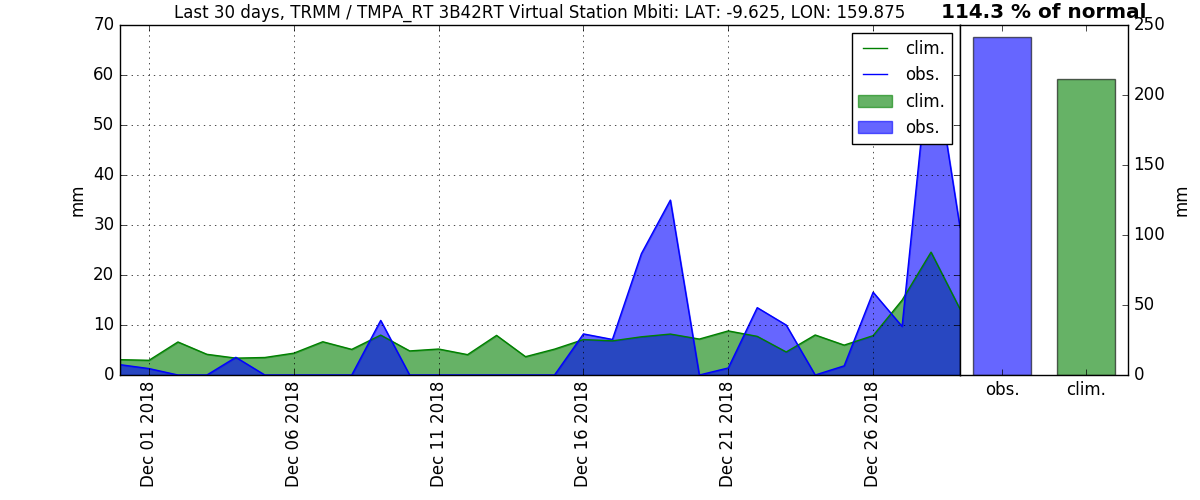 Last 30 days, TRMM / TMPA_RT 3B42RT Virtual Station Mbiti: LAT: -9.625, LON: 159.875
114.3 % of normal
mm
70
60
50
40
30
20
10
0
clim.
obs.
clim.
obs.
Dec 01 2018
Dec 06 2018
Dec 11 2018
Dec 16 2018
Dec 21 2018
Dec 26 2018
250
200
150
100
50
0
mm
obs.
clim.